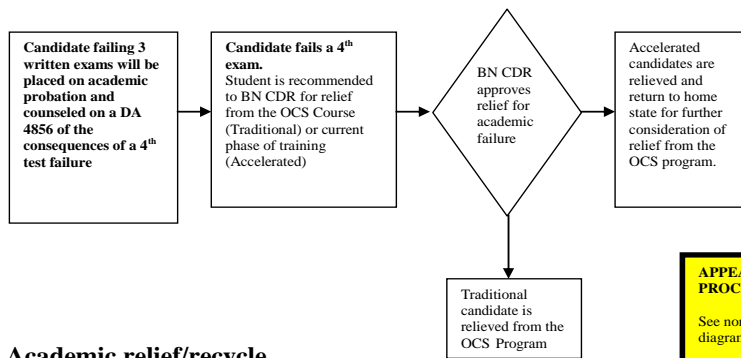 Candidate failing 3
written exams will be
placed on academic
probation and
counseled on a DA
4856 of the
consequences of a 4th
test failure
Candidate fails a 4th
exam.
Student is recommended
to BN CDR for relief
from the OCS Course
(Traditional) or current
phase of training
(Accelerated)
BN CDR
approves
relief for
academic
failure
Accelerated
candidates are
relieved and
return to home
state for further
consideration of
relief from the
OCS program.
Traditional
candidate is
relieved from the
OCS Program
See
Academic relief/recycle